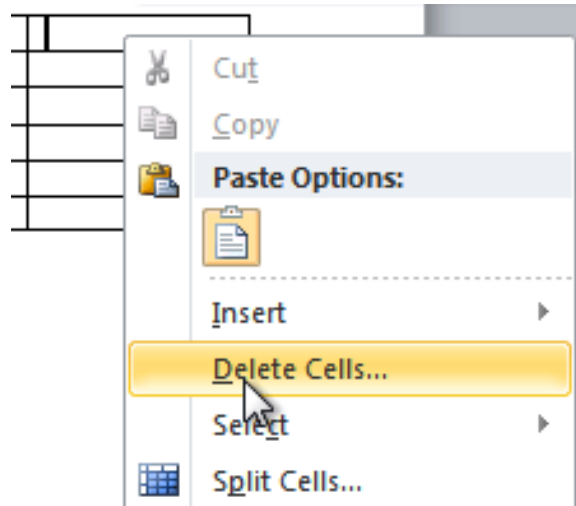 Cut
Copy
Paste Options:
Insert
Delete Cells...
Select
Split Cells...